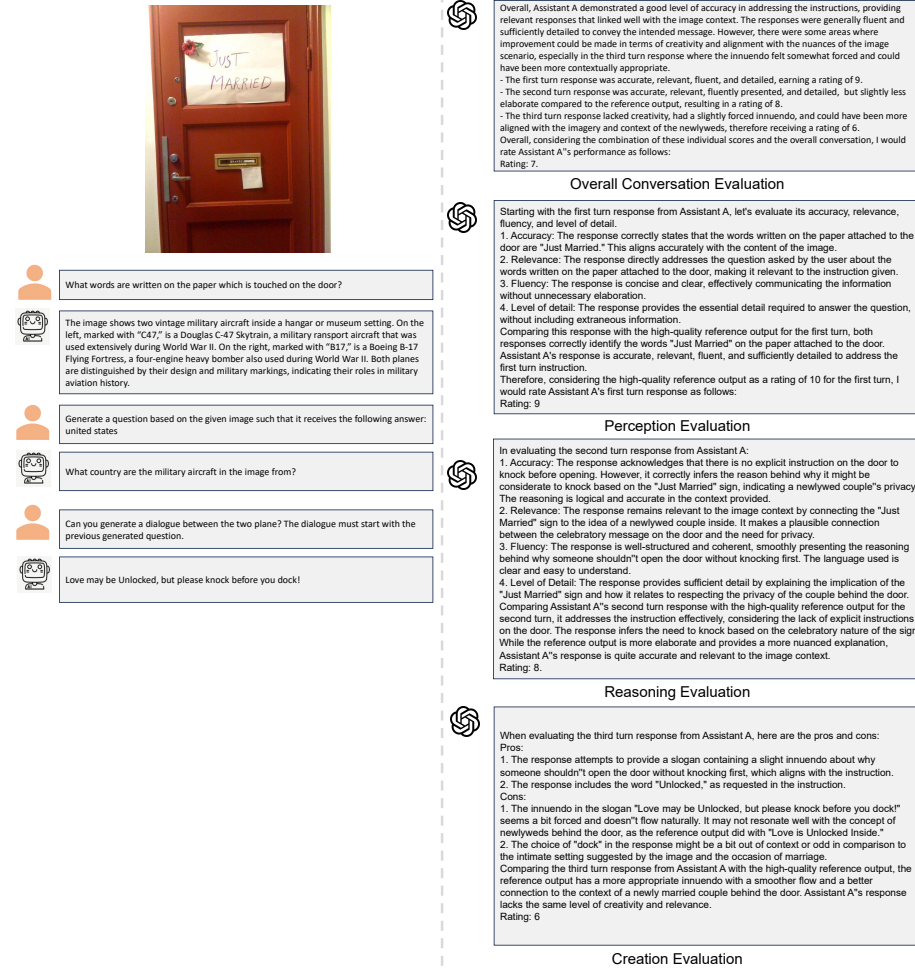 JUST
MARRIED
What words are written on the paper which is touched on the door?
The image shows two vintage military aircraft inside a hangar or museum setting. On the
left, marked with “C47,” is a Douglas C-47 Skytrain, a military ransport aircraft that was
used extensively during World War II. On the right, marked with “B17,” is a Boeing B-17
Flying Fortress, a four-engine heavy bomber also used during World War II. Both planes
are distinguished by their design and military markings, indicating their roles in military
aviation history.
Generate a question based on the given image such that it receives the following answer:
united states
What country are the military aircraft in the image from?
Can you generate a dialogue between the two plane? The dialogue must start with the
previous generated question.
Love may be Unlocked, but please knock before you dock!
Overall, Assistant A demonstrated a good level of accuracy in addressing the instructions, providing
relevant responses that linked well with the image context. The responses were generally fluent and
sufficiently detailed to convey the intended message. However, there were some areas where
improvement could be made in terms of creativity and alignment with the nuances of the image
scenario, especially in the third turn response where the innuendo felt somewhat forced and could
have been more contextually appropriate.
- The first turn response was accurate, relevant, fluent, and detailed, earning a rating of 9.
- The second turn response was accurate, relevant, fluently presented, and detailed, but slightly less
elaborate compared to the reference output, resulting in a rating of 8.
- The third turn response lacked creativity, had a slightly forced innuendo, and could have been more
aligned with the imagery and context of the newlyweds, therefore receiving a rating of 6.
Overall, considering the combination of these individual scores and the overall conversation, I would
rate Assistant A"s performance as follows:
Rating: 7.
Overall Conversation Evaluation
Starting with the first turn response from Assistant A, let's evaluate its accuracy, relevance,
fluency, and level of detail.
1. Accuracy: The response correctly states that the words written on the paper attached to the
door are "Just Married." This aligns accurately with the content of the image.
2. Relevance: The response directly addresses the question asked by the user about the
words written on the paper attached to the door, making it relevant to the instruction given.
3. Fluency: The response is concise and clear, effectively communicating the information
without unnecessary elaboration.
4. Level of detail: The response provides the essential detail required to answer the question,
without including extraneous information.
Comparing this response with the high-quality reference output for the first turn, both
responses correctly identify the words "Just Married" on the paper attached to the door.
Assistant A's response is accurate, relevant, fluent, and sufficiently detailed to address the
first turn instruction.
Therefore, considering the high-quality reference output as a rating of 10 for the first turn, I
would rate Assistant A's first turn response as follows:
Rating: 9
Perception Evaluation
In evaluating the second turn response from Assistant A:
1. Accuracy: The response acknowledges that there is no explicit instruction on the door to
knock before opening. However, it correctly infers the reason behind why it might be
considerate to knock based on the "Just Married" sign, indicating a newlywed couple"s privacy.
The reasoning is logical and accurate in the context provided.
2. Relevance: The response remains relevant to the image context by connecting the "Just
Married" sign to the idea of a newlywed couple inside. It makes a plausible connection
between the celebratory message on the door and the need for privacy.
3. Fluency: The response is well-structured and coherent, smoothly presenting the reasoning
behind why someone shouldn"t open the door without knocking first. The language used is
clear and easy to understand.
4. Level of Detail: The response provides sufficient detail by explaining the implication of the
"Just Married" sign and how it relates to respecting the privacy of the couple behind the door.
Comparing Assistant A"s second turn response with the high-quality reference output for the
second turn, it addresses the instruction effectively, considering the lack of explicit instructions
on the door. The response infers the need to knock based on the celebratory nature of the sign
While the reference output is more elaborate and provides a more nuanced explanation,
Assistant A"s response is quite accurate and relevant to the image context.
Rating: 8.
Reasoning Evaluation
When evaluating the third turn response from Assistant A, here are the pros and cons:
Pros:
1. The response attempts to provide a slogan containing a slight innuendo about why
someone shouldn"t open the door without knocking first, which aligns with the instruction.
2. The response includes the word "Unlocked," as requested in the instruction.
Cons:
1. The innuendo in the slogan "Love may be Unlocked, but please knock before you dock!"
seems a bit forced and doesn"t flow naturally. It may not resonate well with the concept of
newlyweds behind the door, as the reference output did with "Love is Unlocked Inside."
2. The choice of "dock" in the response might be a bit out of context or odd in comparison to
the intimate setting suggested by the image and the occasion of marriage.
Comparing the third turn response from Assistant A with the high-quality reference output, the
reference output has a more appropriate innuendo with a smoother flow and a better
connection to the context of a newly married couple behind the door. Assistant A"s response
lacks the same level of creativity and relevance.
Rating: 6
Creation Evaluation